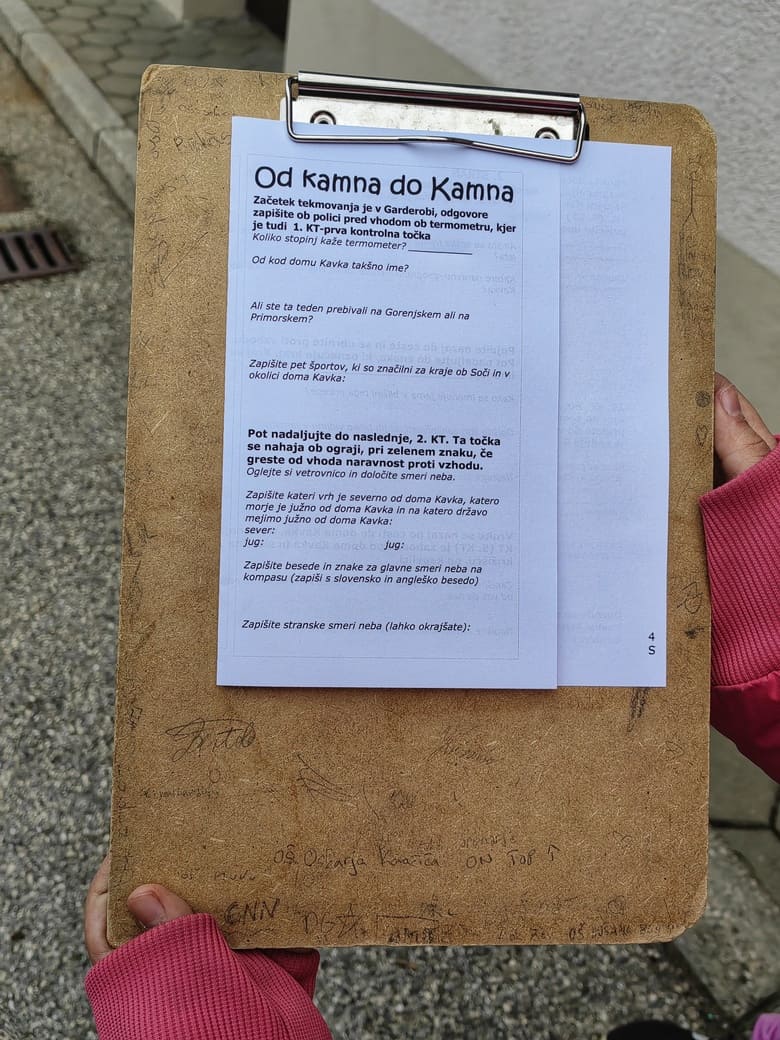 Od kamna do Kamna
Začetek tekmovanja je v Garderobi, odgovore
zapišite ob polici pred vhodom ob termometru, kjer
je tudi 1. KT-prva kontrolna točka
Koliko stopinj kaže termometer? __________
Od kod domu Kavka takšno ime?
Ali ste ta teden prebivali na Gorenjskem ali na
Primorskem?
Zapišite pet športov, ki so značilni za kraje ob Soči in v
okolici doma Kavka:
Pot nadaljujte do naslednje, 2. KT. Ta točka
se nahaja ob ograji, pri zelenem znaku, če
greste od vhoda naravnost proti vzhodu.
Oglejte si vetrovnico in določite smeri neba.
Zapišite kateri vrh je severno od doma Kavka, katero
morje je južno od doma Kavka in na katero državo
mejimo južno od doma Kavka:
sever:
jug: jug:
Zapišite besede in znake za glavne smeri neba na
kompasu (zapiši s slovensko in angleško besedo)
Zapišite stranske smeri neba (lahko okrajšate):
4
S
OŠ Oskarja Kovačiča ON TOP
CNN